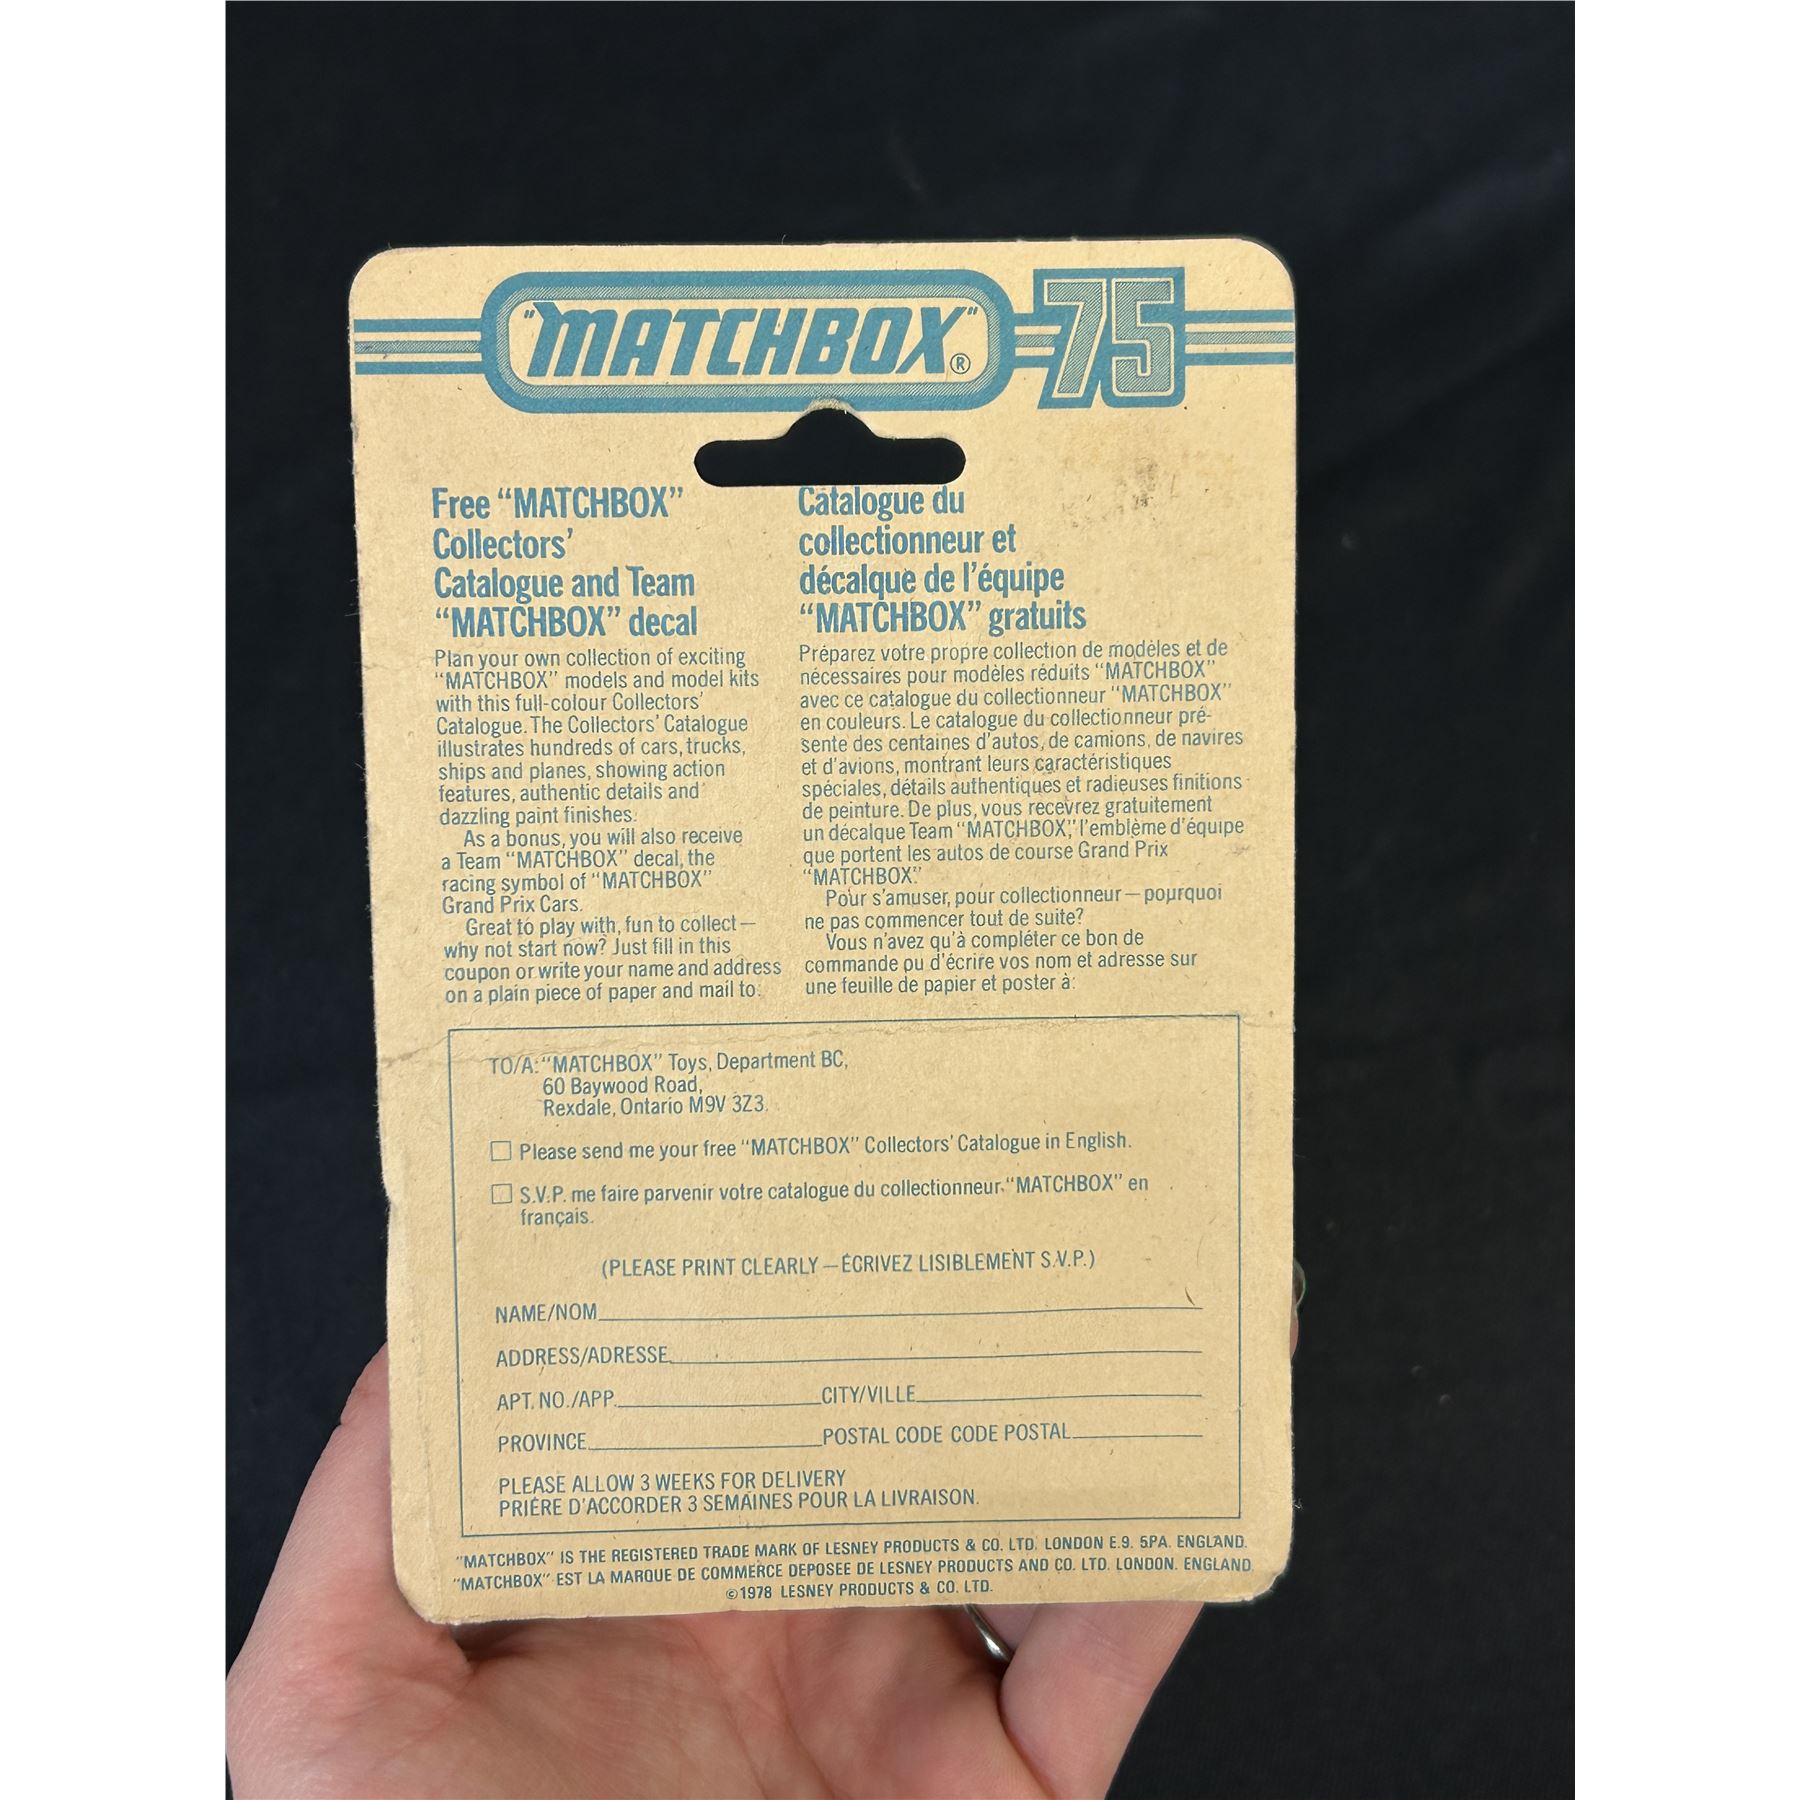 "MATCHBOX"® 75
Free "MATCHBOX"
Collectors'
Catalogue and Team
"MATCHBOX" decal
Plan your own collection of exciting
"MATCHBOX" models and model kits
with this full-colour Collectors'
Catalogue. The Collectors' Catalogue
illustrates hundreds of cars, trucks,
ships and planes, showing action
features, authentic details and
dazzling paint finishes.
As a bonus, you will also receive
a Team "MATCHBOX" decal, the
racing symbol of "MATCHBOX"
Grand Prix Cars.
Great to play with, fun to collect—
why not start now? Just fill in this
coupon or write your name and address
on a plain piece of paper and mail to:
Catalogue du
collectionneur et
décalque de l'équipe
"MATCHBOX" gratuits
Préparez votre propre collection de modèles et de
nécessaires pour modèles réduits "MATCHBOX"
avec ce catalogue du collectionneur "MATCHBOX"
en couleurs. Le catalogue du collectionneur pré-
sente des centaines d'autos, de camions, de navires
et d'avions, montrant leurs caractéristiques
spéciales, détails authentiques et radieuses finitions
de peinture. De plus, vous recevrez gratuitement
un décalque Team "MATCHBOX," l'emblème d'équipe
que portent les autos de course Grand Prix
"MATCHBOX."
Pour s'amuser, pour collectionneur—pourquoi
ne pas commencer tout de suite?
Vous n'avez qu'à compléter ce bon de
commande ou d'écrire vos nom et adresse sur
une feuille de papier et poster à:
TO/A: "MATCHBOX" Toys, Department BC,
60 Baywood Road,
Rexdale, Ontario M9V 3Z3.
☐ Please send me your free "MATCHBOX" Collectors' Catalogue in English.
☐ S.V.P. me faire parvenir votre catalogue du collectionneur "MATCHBOX" en
français.
(PLEASE PRINT CLEARLY—ÉCRIVEZ LISIBLEMENT S.V.P.)
NAME/NOM
ADDRESS/ADRESSE
APT. NO./APP. CITY/VILLE
PROVINCE POSTAL CODE CODE POSTAL
PLEASE ALLOW 3 WEEKS FOR DELIVERY
PRIÈRE D'ACCORDER 3 SEMAINES POUR LA LIVRAISON.
"MATCHBOX" IS THE REGISTERED TRADE MARK OF LESNEY PRODUCTS & CO. LTD. LONDON E.9. 5PA. ENGLAND.
"MATCHBOX" EST LA MARQUE DE COMMERCE DEPOSEE DE LESNEY PRODUCTS AND CO. LTD. LONDON. ENGLAND
©1978 LESNEY PRODUCTS & CO. LTD.